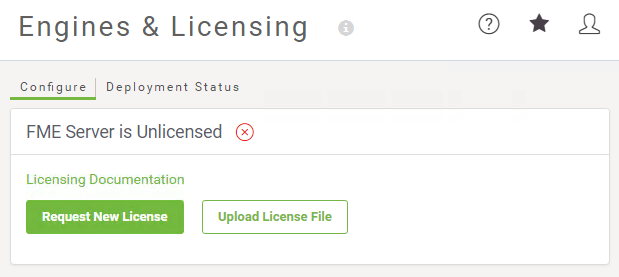 Engines & Licensing
Configure Deployment Status
FME Server is Unlicensed
Licensing Documentation
Request New License Upload License File